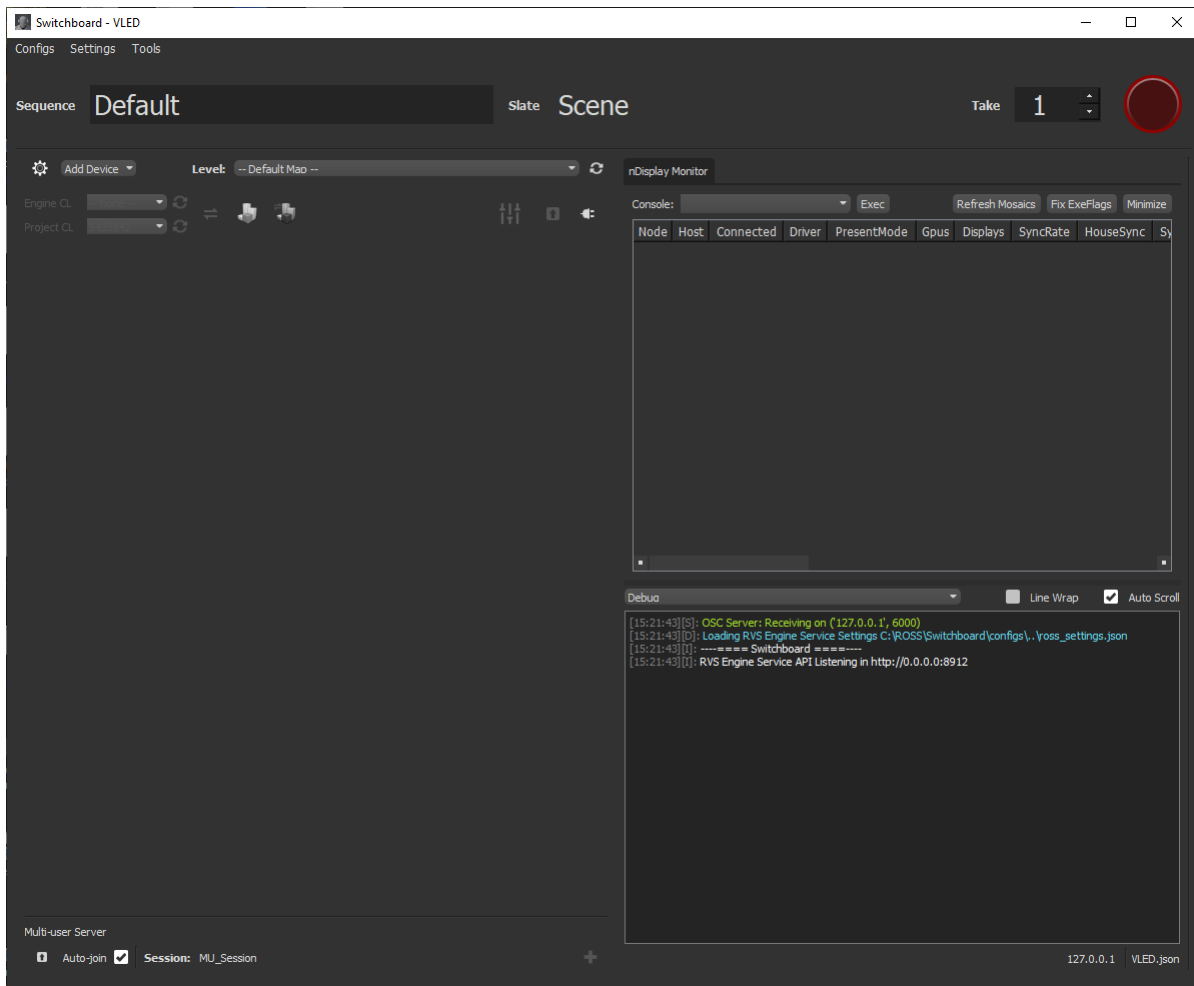 Switchboard - VLED
Configs Settings Tools
Sequence Default Slate Scene Take 1
Add Device Level: -- Default Map --
Engine CL
Project CL
nDisplay Monitor
Console: Exec Refresh Mosaics Fix ExeFlags Minimize
Node Host Connected Driver PresentMode Gpus Displays SyncRate HouseSync Sy
Debug Line Wrap Auto Scroll
[15:21:43][S]: OSC Server: Receiving on ('127.0.0.1', 6000)
[15:21:43][D]: Loading RVS Engine Service Settings C:\ROSS\Switchboard\configs\..\ross_settings.json
[15:21:43][I]: ----==== Switchboard ====----
[15:21:43][I]: RVS Engine Service API Listening in http://0.0.0.0:8912
Multi-user Server
Auto-join Session: MU_Session
127.0.0.1 VLED.json